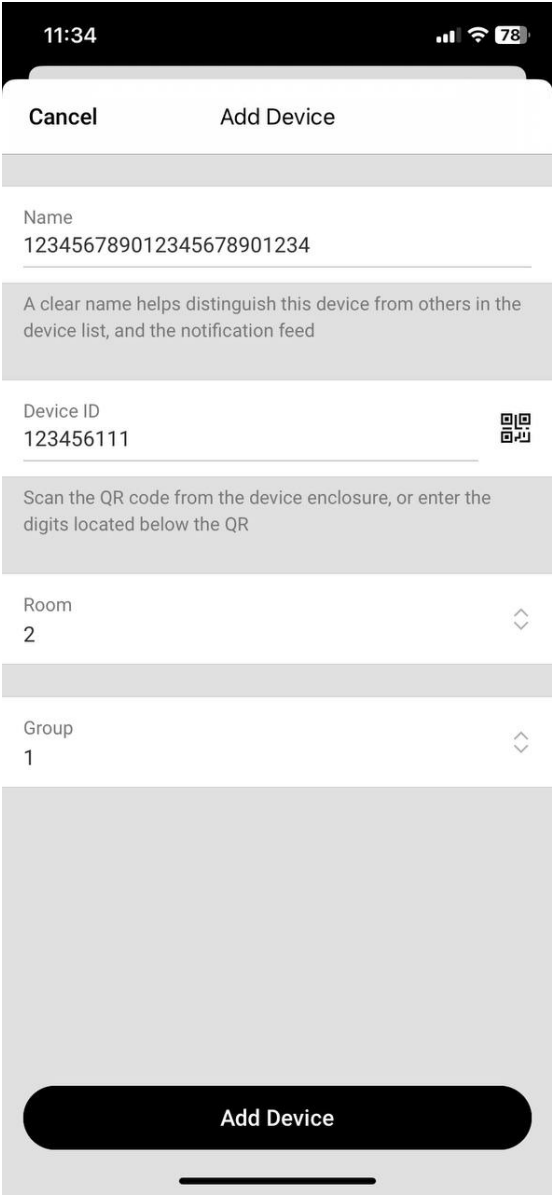 11:34
78
Cancel
Add Device
Name
123456789012345678901234
A clear name helps distinguish this device from others in the
device list, and the notification feed
Device ID
123456111
Scan the QR code from the device enclosure, or enter the
digits located below the QR
Room
2
Group
1
Add Device